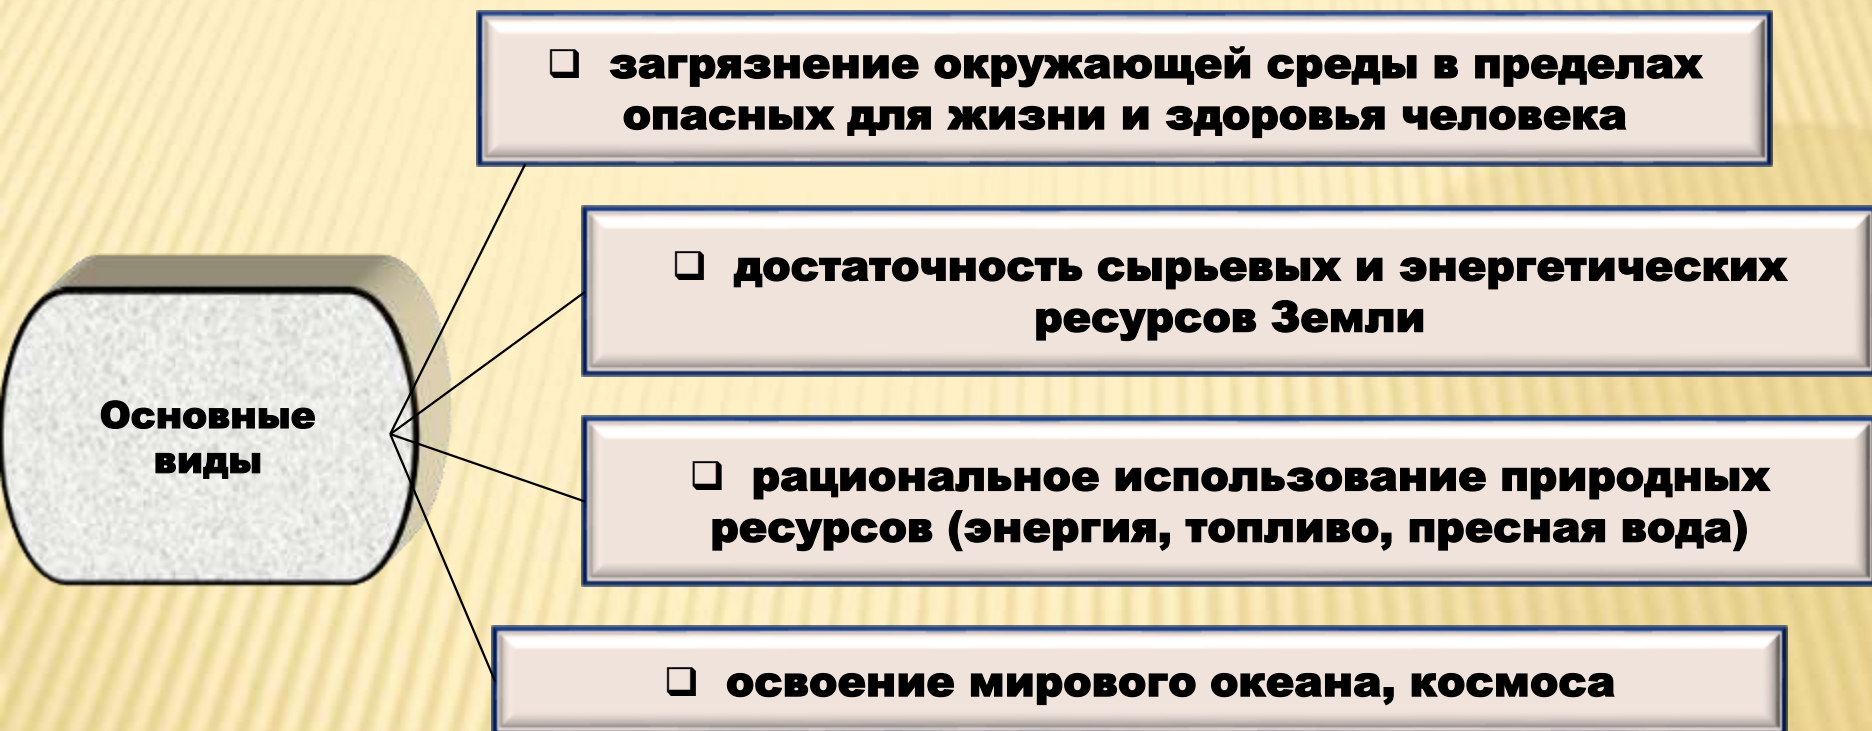 ❑ загрязнение окружающей среды в пределах
опасных для жизни и здоровья человека
❑ достаточность сырьевых и энергетических
ресурсов Земли
Основные
виды
❑ рациональное использование природных
ресурсов (энергия, топливо, пресная вода)
❑ освоение мирового океана, космоса